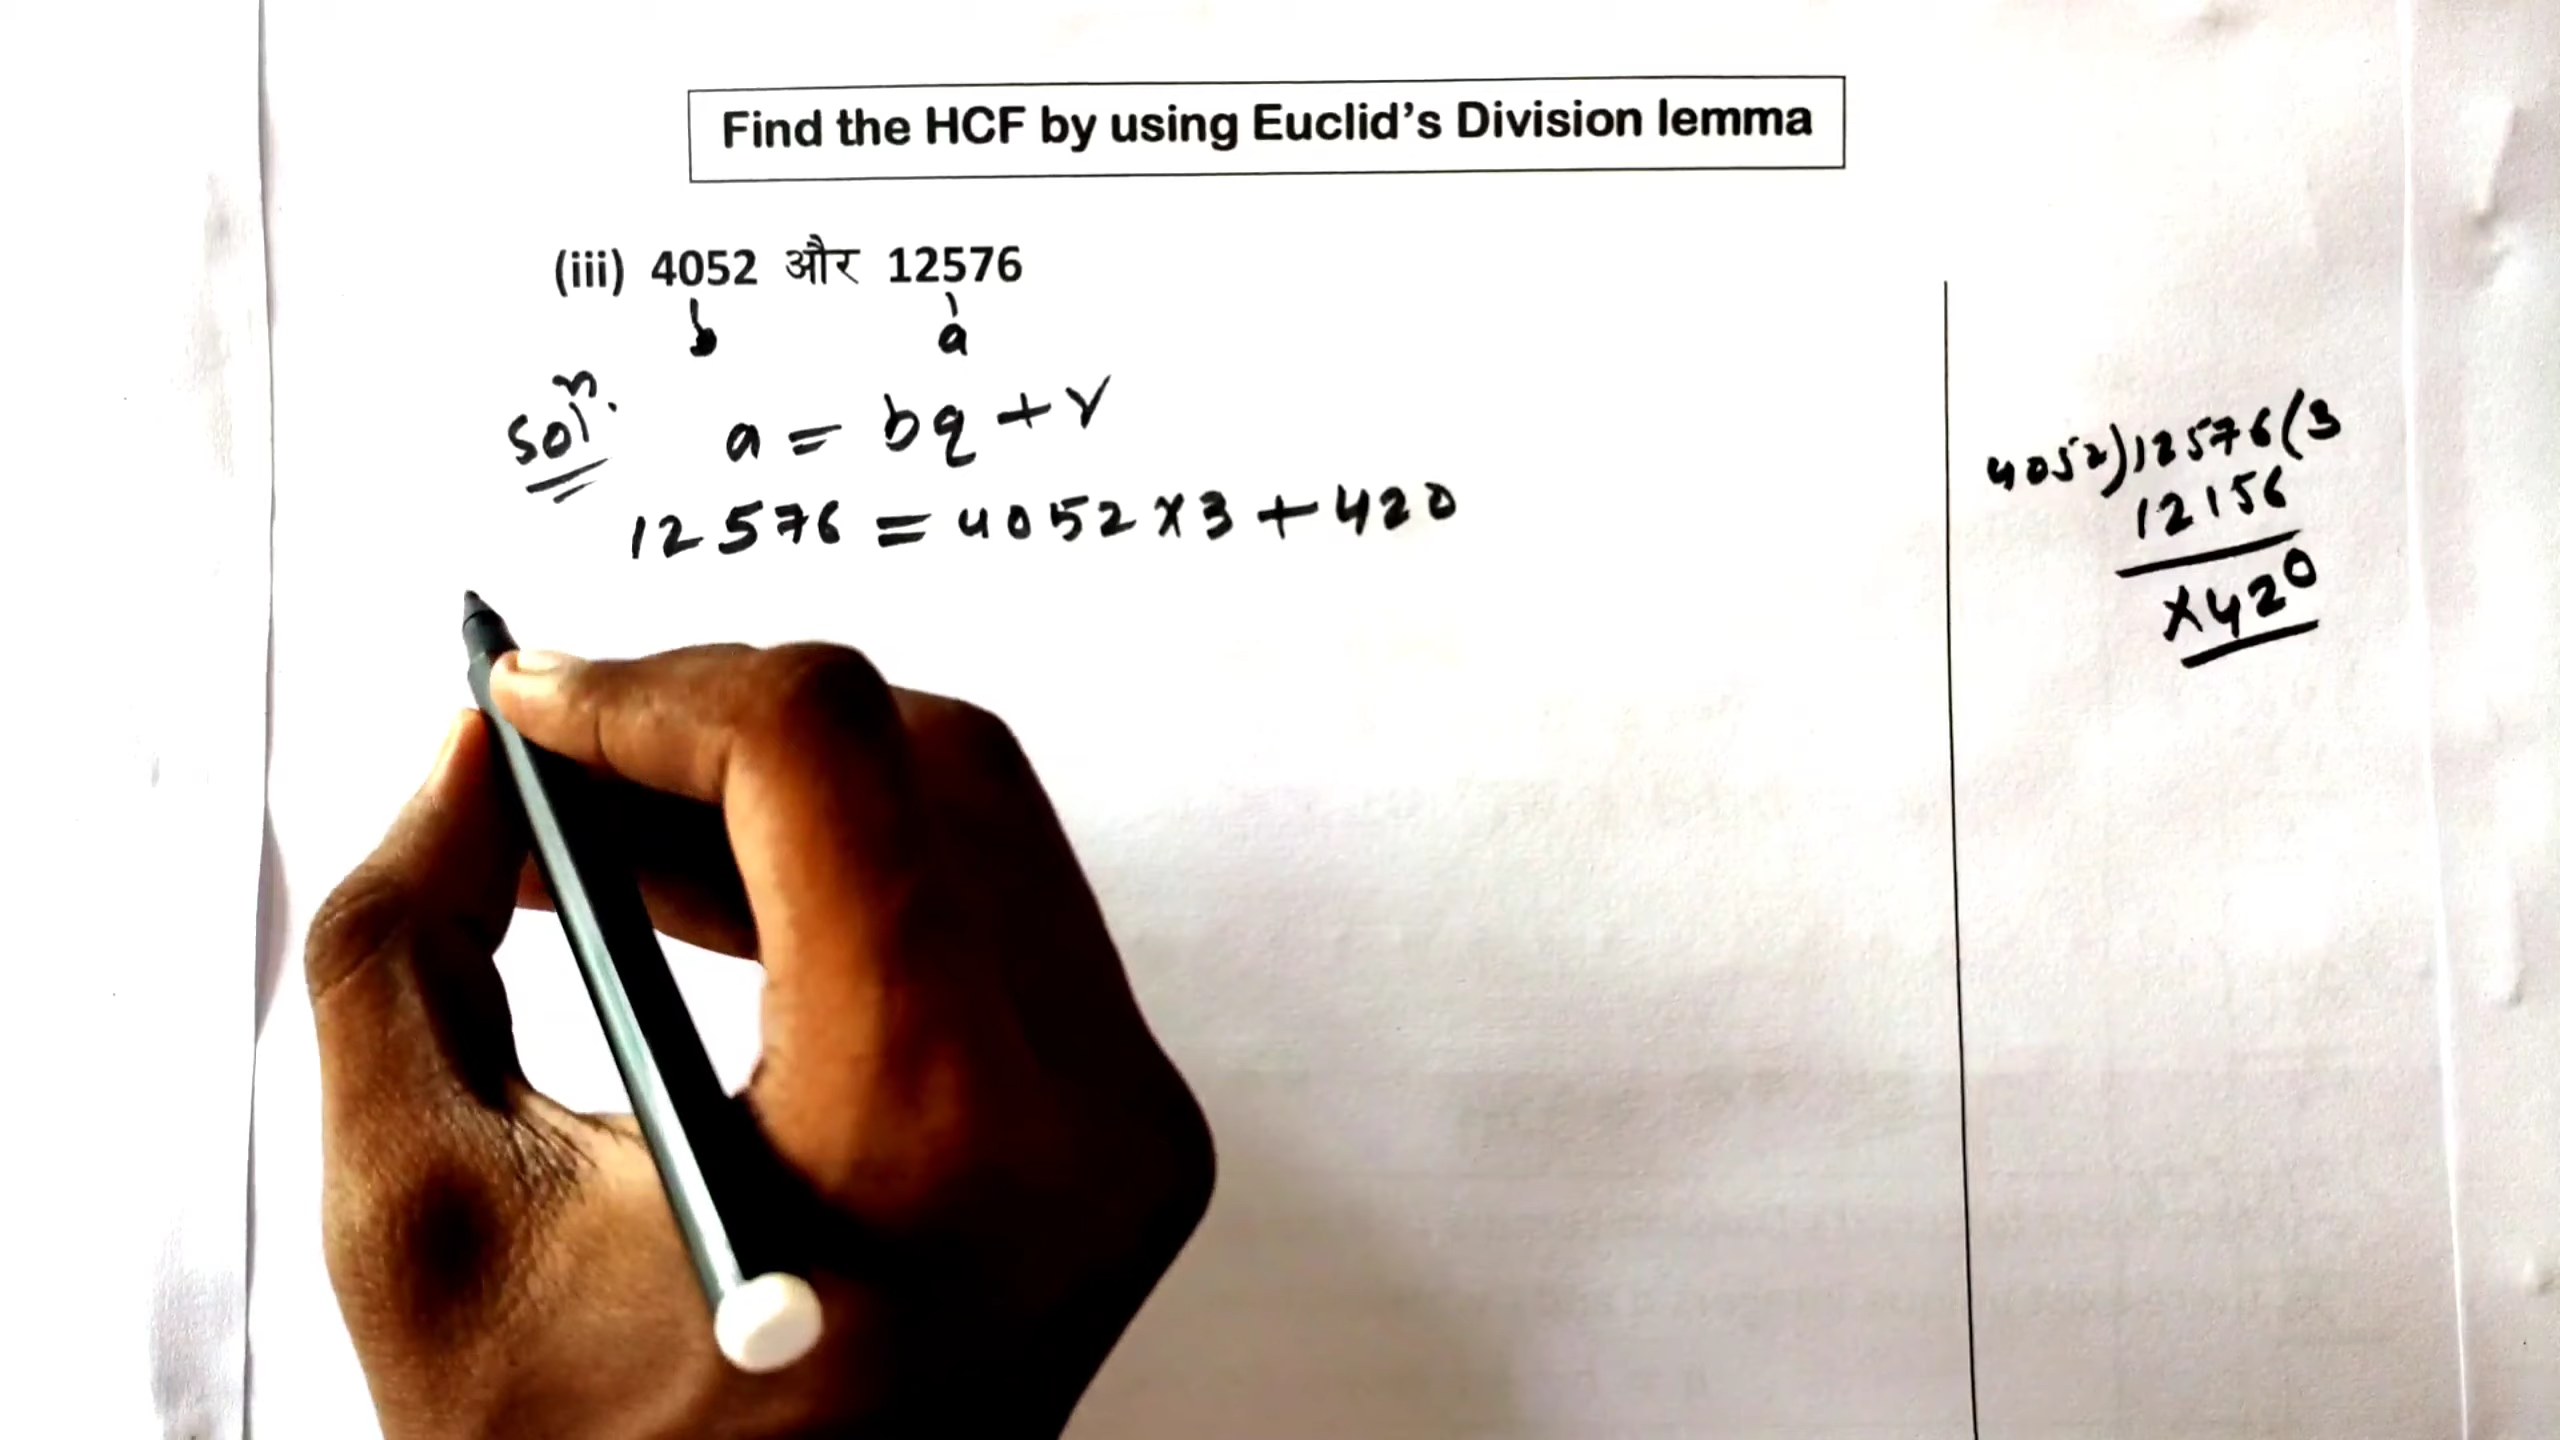 Find the HCF by using Euclid's Division lemma
(iii) 4052 और 12576
b a
Solⁿ. a = bq + r
12576 = 4052 x 3 + 420
4052)12576(3
12156
x420